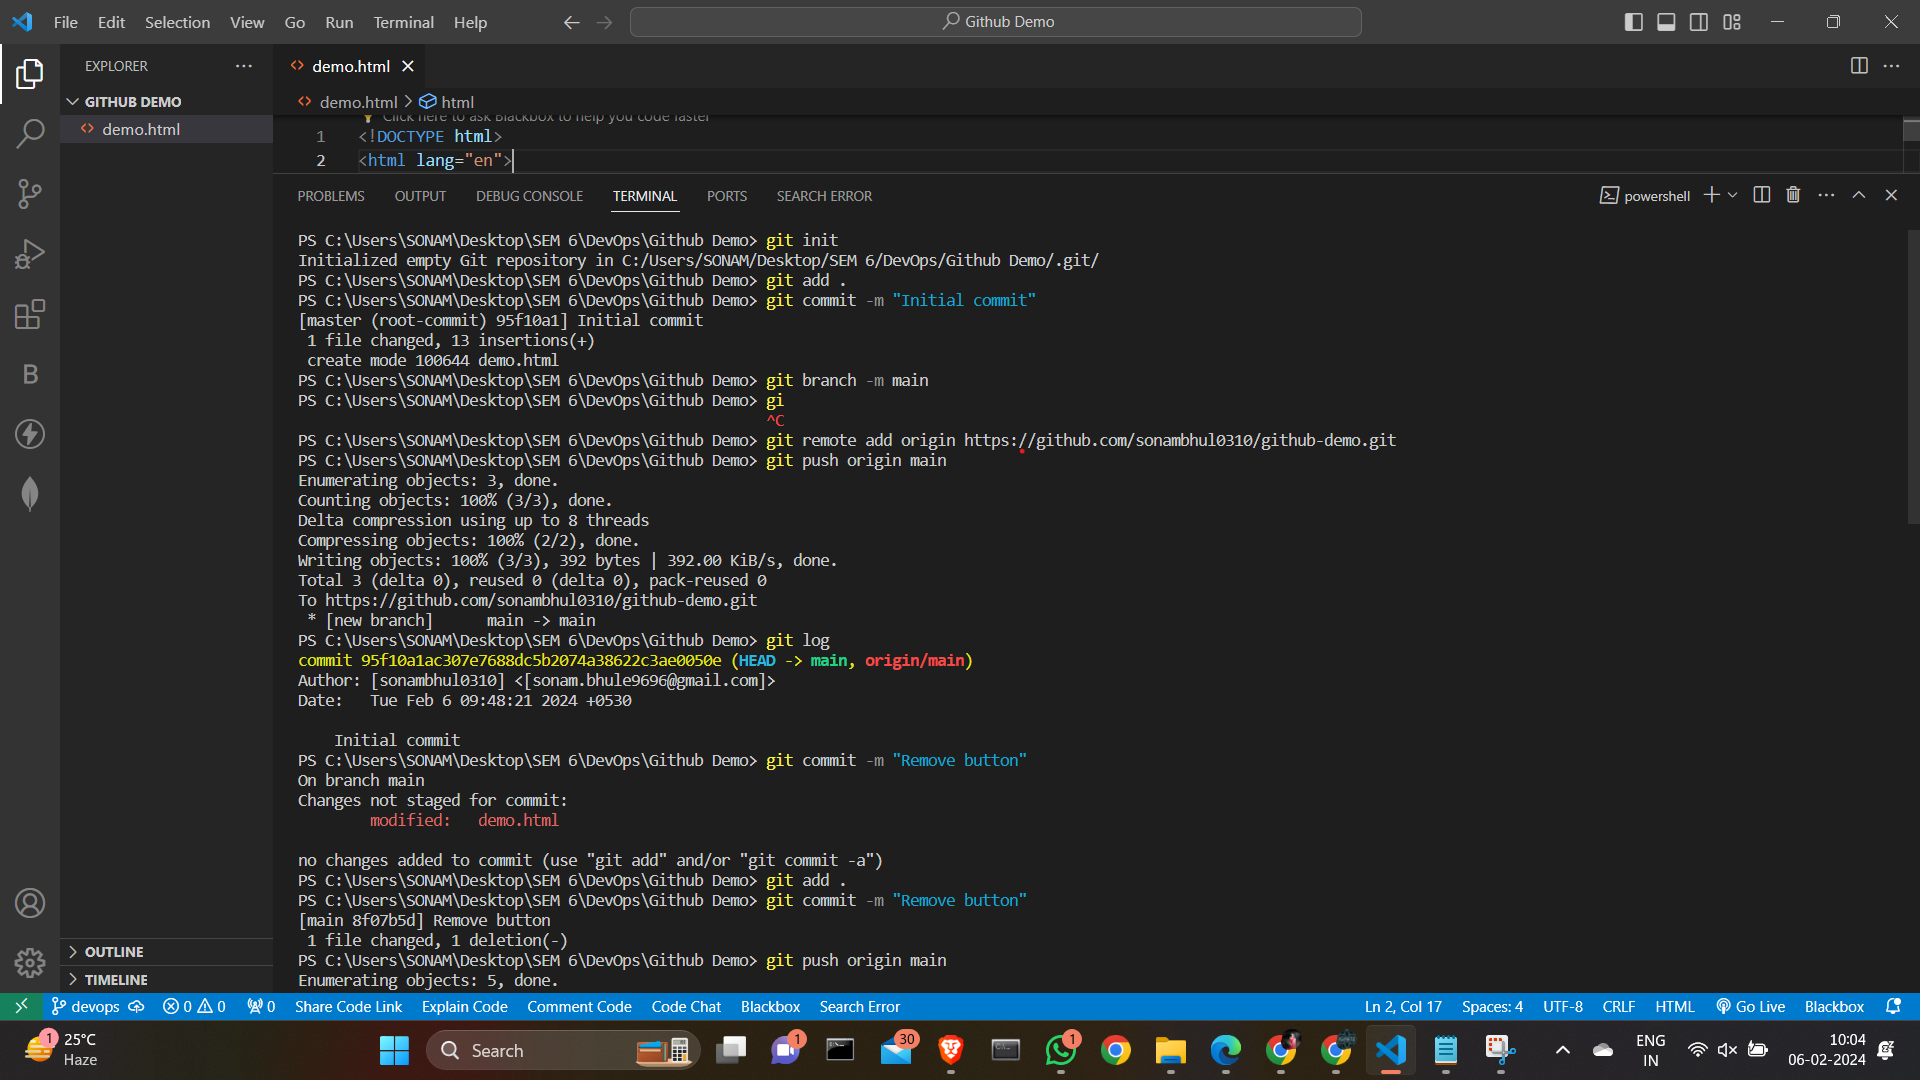 File Edit Selection View Go Run Terminal Help Github Demo
EXPLORER
GITHUB DEMO
demo.html
demo.html
demo.html > html
Click here to ask Blackbox to help you code faster
1 <!DOCTYPE html>
2 <html lang="en">
PROBLEMS OUTPUT DEBUG CONSOLE TERMINAL PORTS SEARCH ERROR powershell
PS C:\Users\SONAM\Desktop\SEM 6\DevOps\Github Demo> git init
Initialized empty Git repository in C:/Users/SONAM/Desktop/SEM 6/DevOps/Github Demo/.git/
PS C:\Users\SONAM\Desktop\SEM 6\DevOps\Github Demo> git add .
PS C:\Users\SONAM\Desktop\SEM 6\DevOps\Github Demo> git commit -m "Initial commit"
[master (root-commit) 95f10a1] Initial commit
1 file changed, 13 insertions(+)
create mode 100644 demo.html
PS C:\Users\SONAM\Desktop\SEM 6\DevOps\Github Demo> git branch -m main
PS C:\Users\SONAM\Desktop\SEM 6\DevOps\Github Demo> gi
^C
PS C:\Users\SONAM\Desktop\SEM 6\DevOps\Github Demo> git remote add origin https://github.com/sonambhul0310/github-demo.git
PS C:\Users\SONAM\Desktop\SEM 6\DevOps\Github Demo> git push origin main
Enumerating objects: 3, done.
Counting objects: 100% (3/3), done.
Delta compression using up to 8 threads
Compressing objects: 100% (2/2), done.
Writing objects: 100% (3/3), 392 bytes | 392.00 KiB/s, done.
Total 3 (delta 0), reused 0 (delta 0), pack-reused 0
To https://github.com/sonambhul0310/github-demo.git
* [new branch] main -> main
PS C:\Users\SONAM\Desktop\SEM 6\DevOps\Github Demo> git log
commit 95f10a1ac307e7688dc5b2074a38622c3ae0050e (HEAD -> main, origin/main)
Author: [sonambhul0310] <[sonam.bhule9696@gmail.com]>
Date: Tue Feb 6 09:48:21 2024 +0530
Initial commit
PS C:\Users\SONAM\Desktop\SEM 6\DevOps\Github Demo> git commit -m "Remove button"
On branch main
Changes not staged for commit:
modified: demo.html
no changes added to commit (use "git add" and/or "git commit -a")
PS C:\Users\SONAM\Desktop\SEM 6\DevOps\Github Demo> git add .
PS C:\Users\SONAM\Desktop\SEM 6\DevOps\Github Demo> git commit -m "Remove button"
[main 8f07b5d] Remove button
1 file changed, 1 deletion(-)
PS C:\Users\SONAM\Desktop\SEM 6\DevOps\Github Demo> git push origin main
Enumerating objects: 5, done.
OUTLINE
TIMELINE
devops 0 0 0 Share Code Link Explain Code Comment Code Code Chat Blackbox Search Error Ln 2, Col 17 Spaces: 4 UTF-8 CRLF HTML Go Live Blackbox
1 25°C
Haze
Search
1
30
1
ENG
IN
10:04
06-02-2024